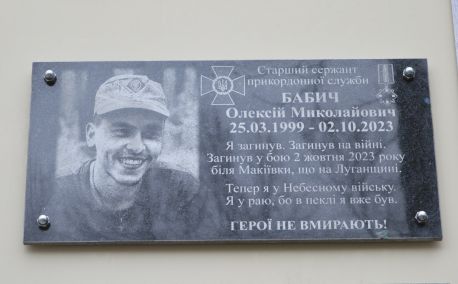 Старший сержант
прикордонної служби
БАБИЧ
Олексій Миколайович
25.03.1999 - 02.10.2023
Я загинув. Загинув на війні.
Загинув у бою 2 жовтня 2023 року
біля Макіївки, що на Луганщині.
Тепер я у Небесному війську.
Я у раю, бо в пеклі я вже був.
ГЕРОЇ НЕ ВМИРАЮТЬ!